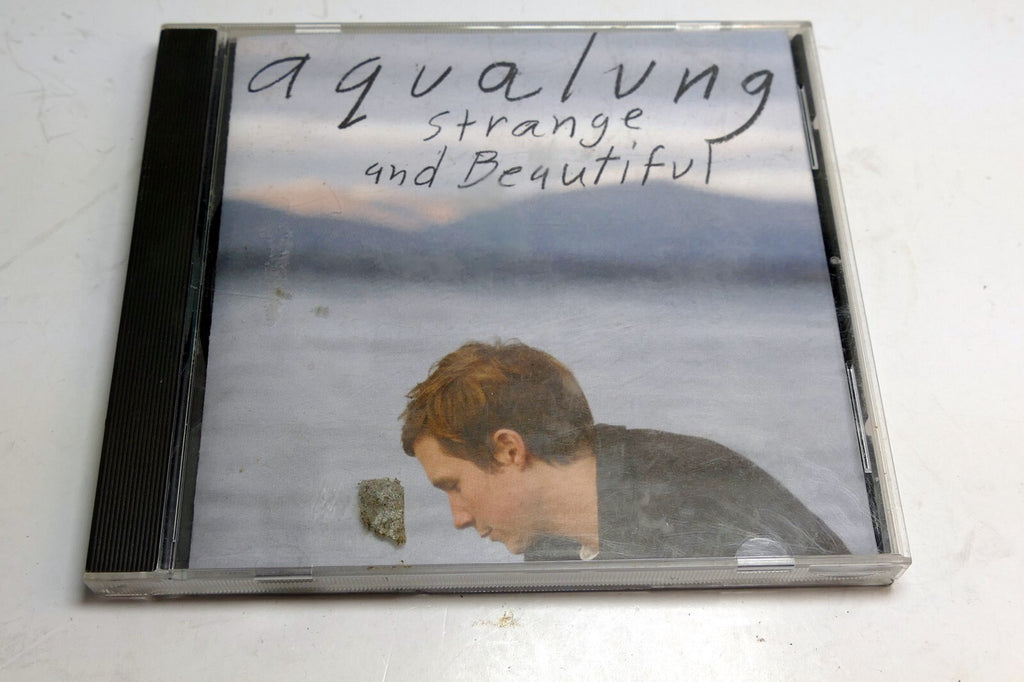 aqualung
strange
and Beautiful